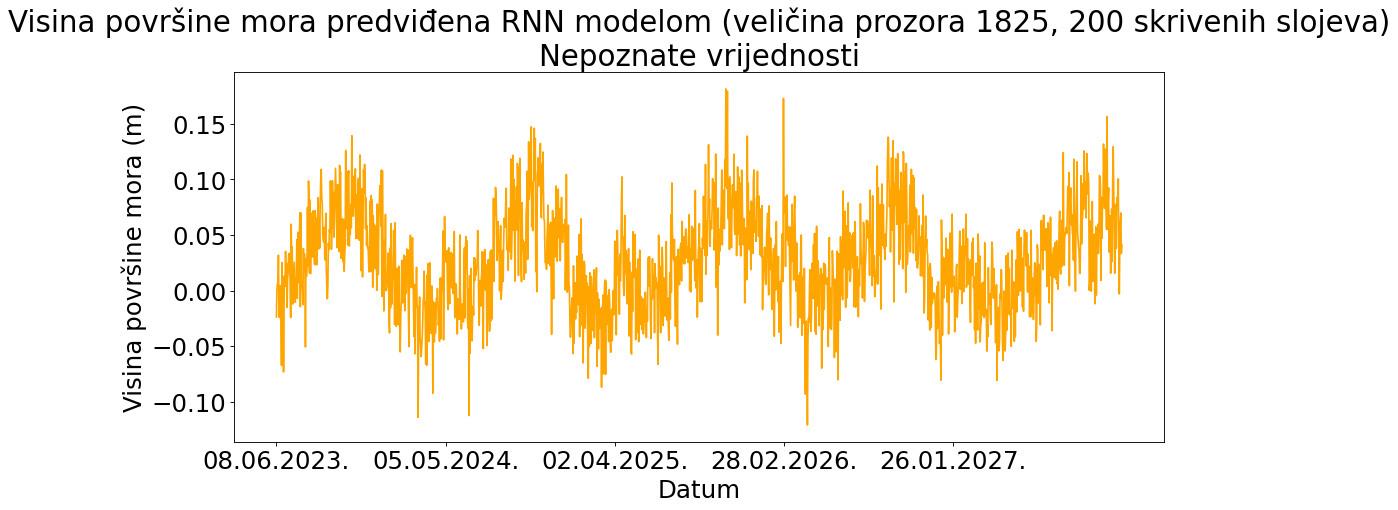 Visina površine mora predviđena RNN modelom (veličina prozora 1825, 200 skrivenih slojeva)
Nepoznate vrijednosti
Visina površine mora (m)
0.15
0.10
0.05
0.00
−0.05
−0.10
08.06.2023. 05.05.2024. 02.04.2025. 28.02.2026. 26.01.2027.
Datum